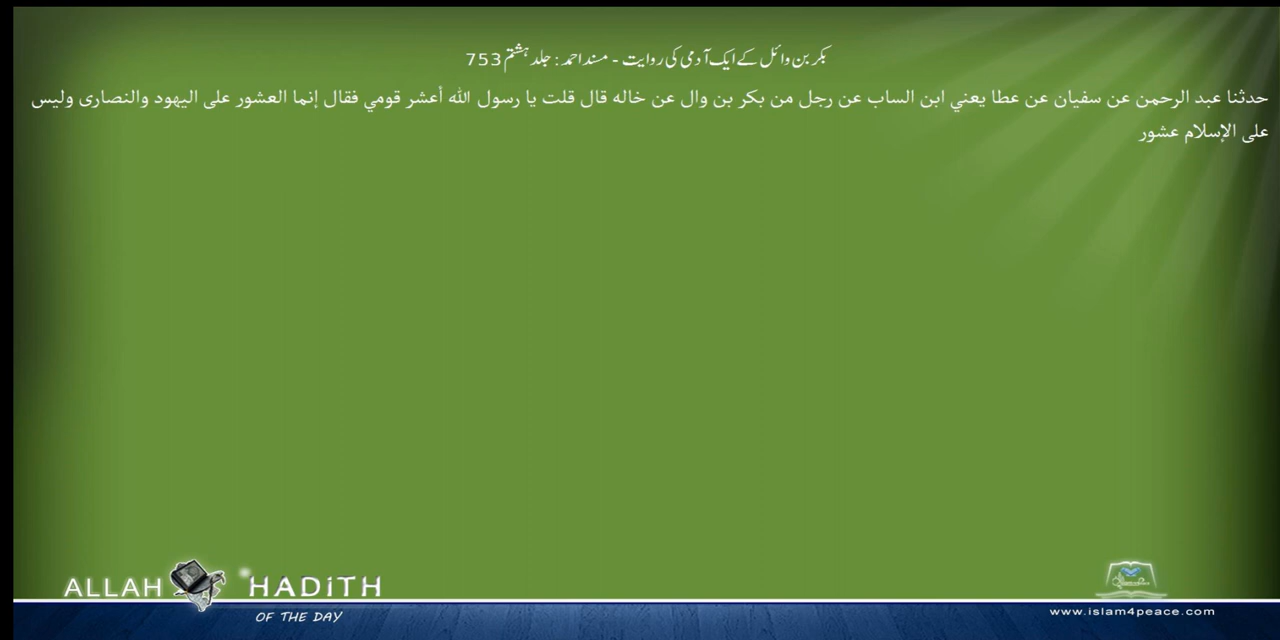 بکر بن وائل کے ایک آدمی کی روایت - مسند احمد : جلد ہشتم 753
حدثنا عبد الرحمن عن سفيان عن عطا يعني ابن الساب عن رجل من بكر بن وال عن خاله قال قلت يا رسول الله أعشر قومي فقال إنما العشور على اليهود والنصارى وليس
على الإسلام عشور
ALLAH HADITH
OF THE DAY
www.islam4peace.com